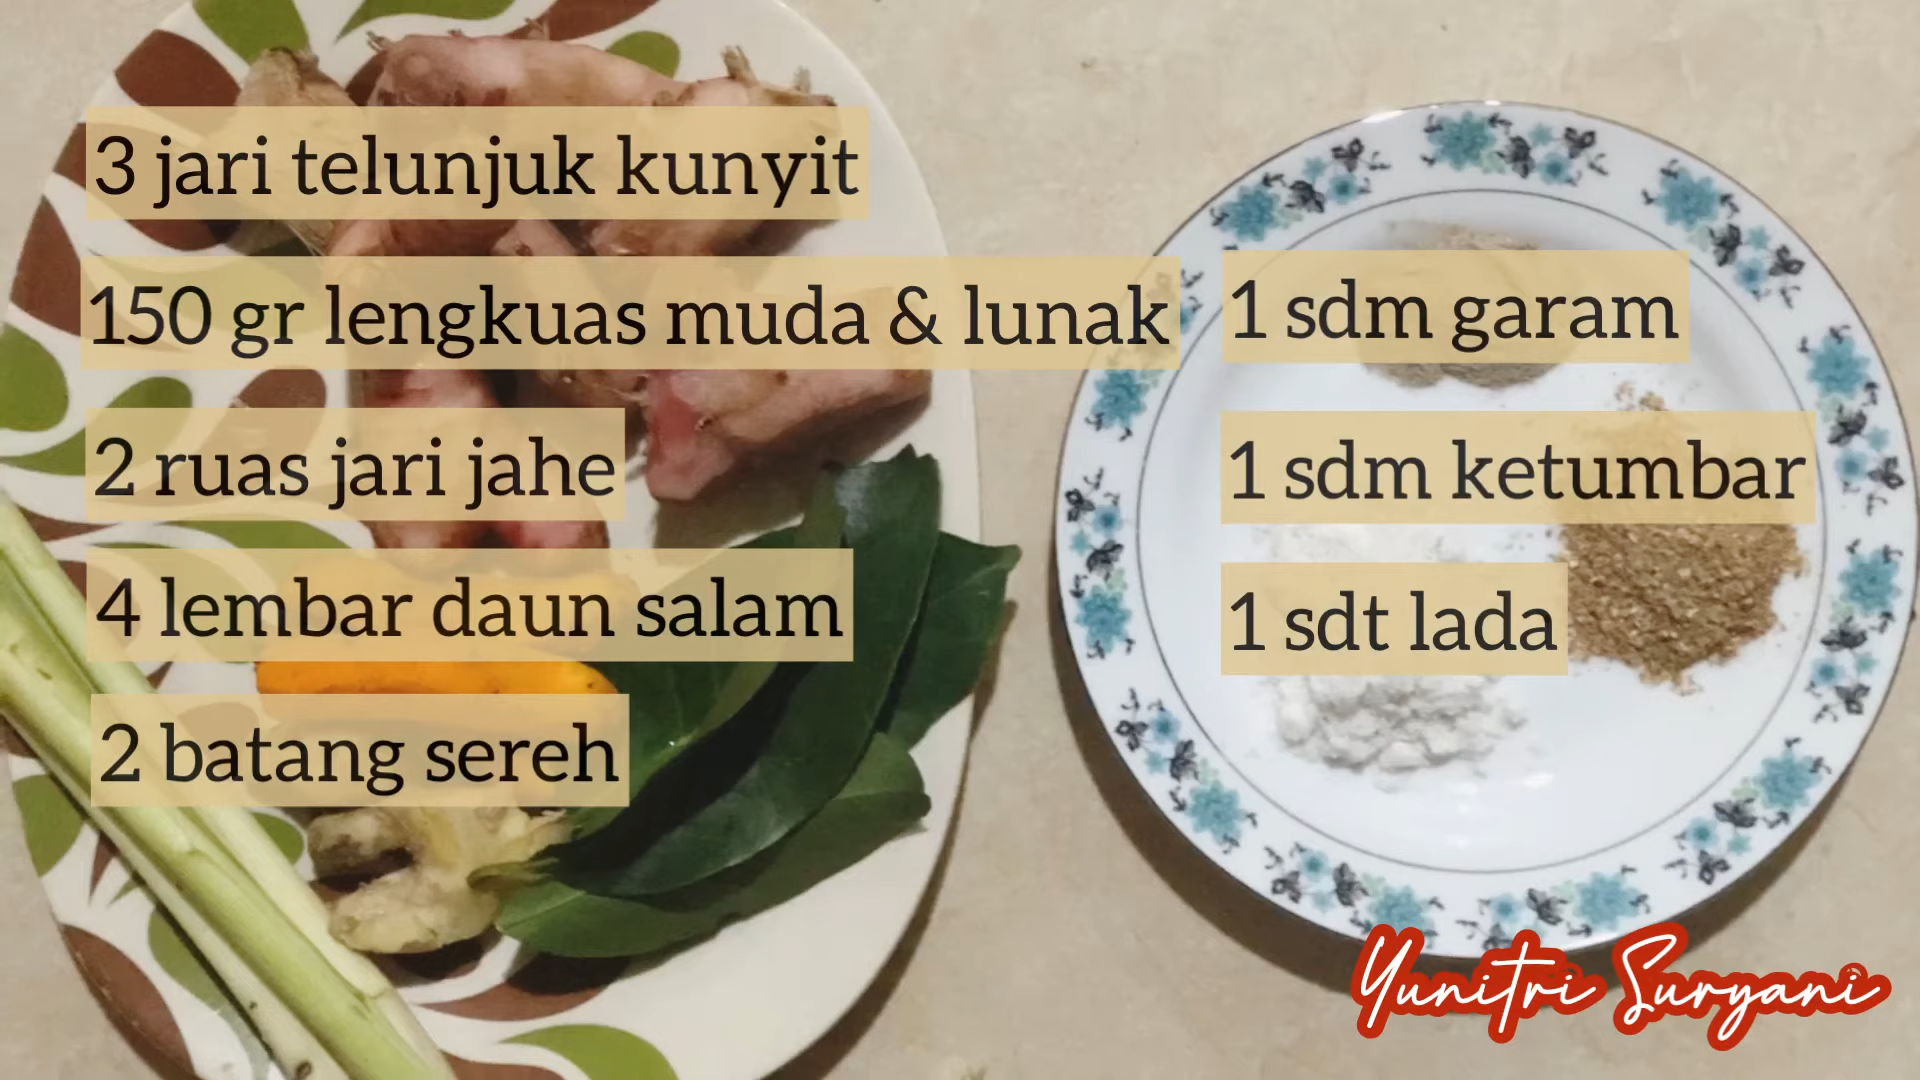 3 jari telunjuk kunyit
150 gr lengkuas muda & lunak
2 ruas jari jahe
4 lembar daun salam
2 batang sereh
1 sdm garam
1 sdm ketumbar
1 sdt lada
Yunitri Suryani